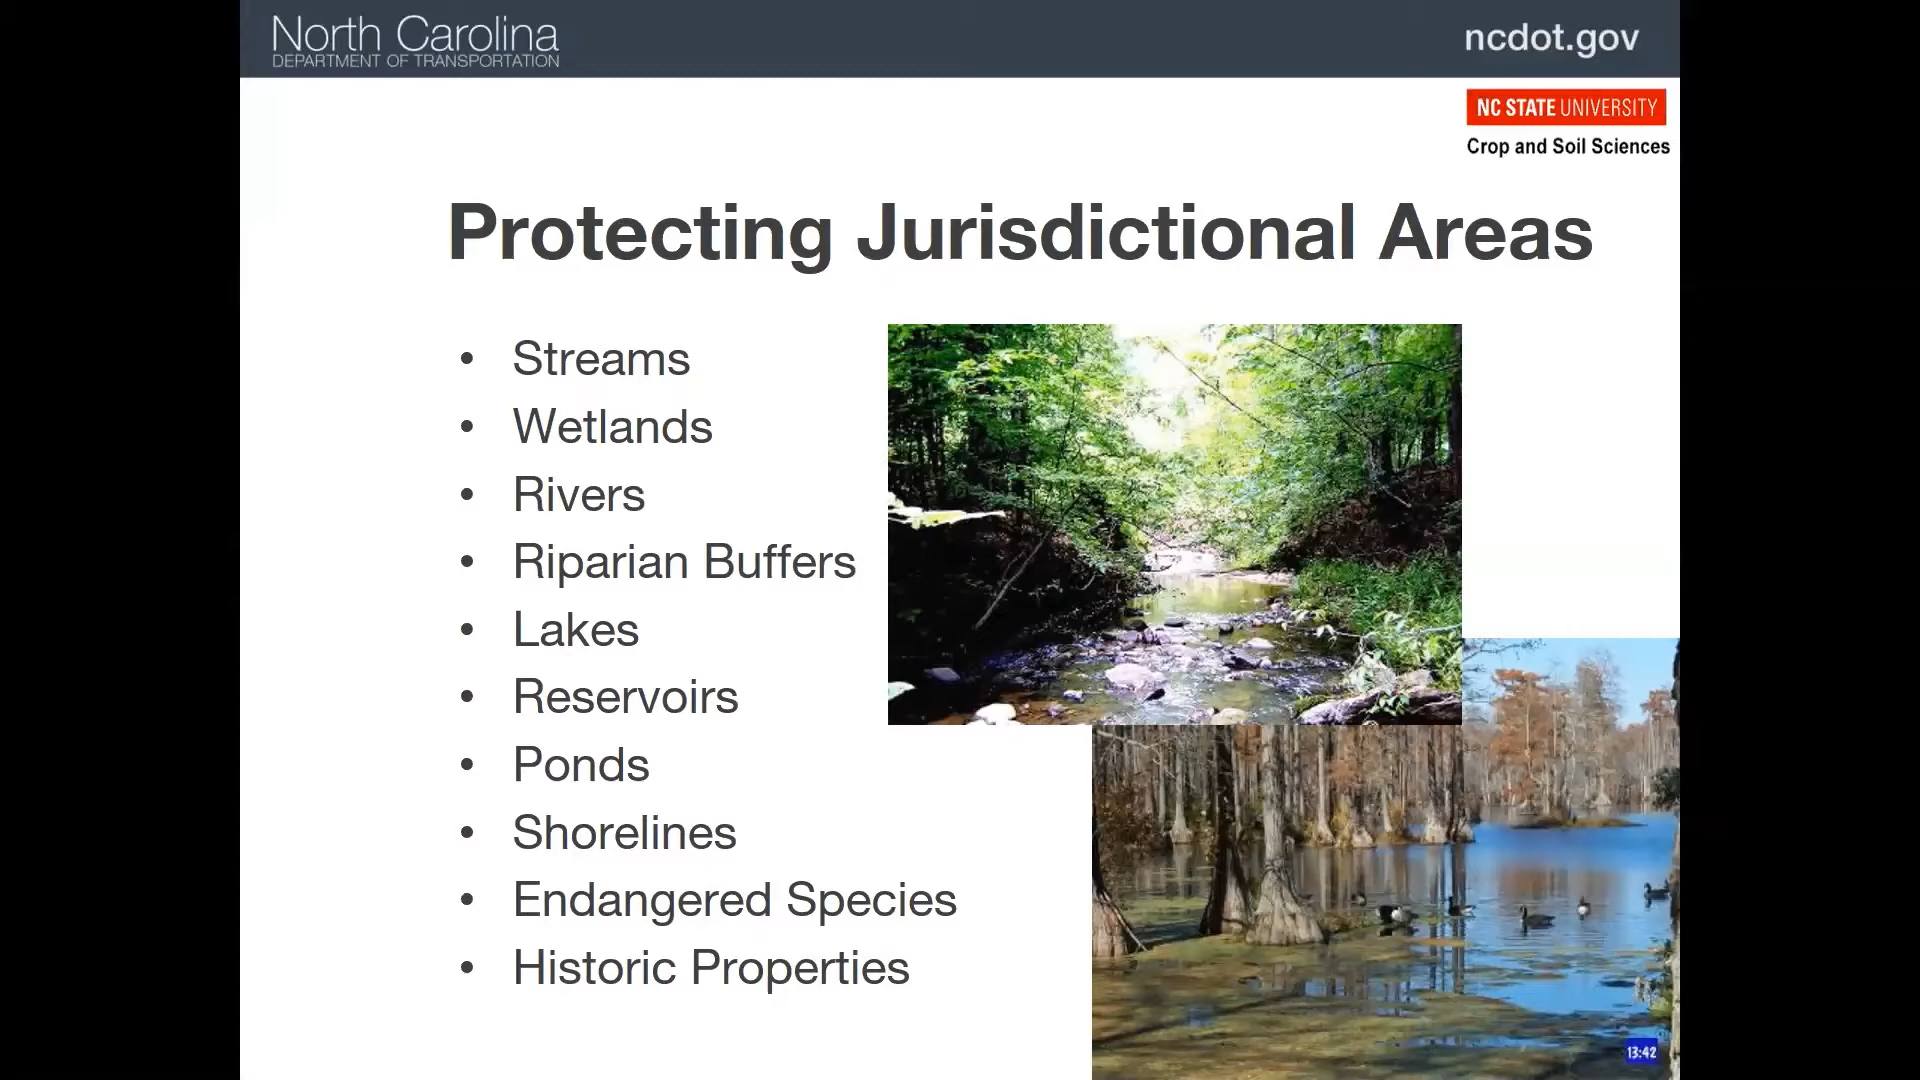 North Carolina
DEPARTMENT OF TRANSPORTATION
ncdot.gov
NC STATE UNIVERSITY
Crop and Soil Sciences
Protecting Jurisdictional Areas
• Streams
• Wetlands
• Rivers
• Riparian Buffers
• Lakes
• Reservoirs
• Ponds
• Shorelines
• Endangered Species
• Historic Properties
13:42